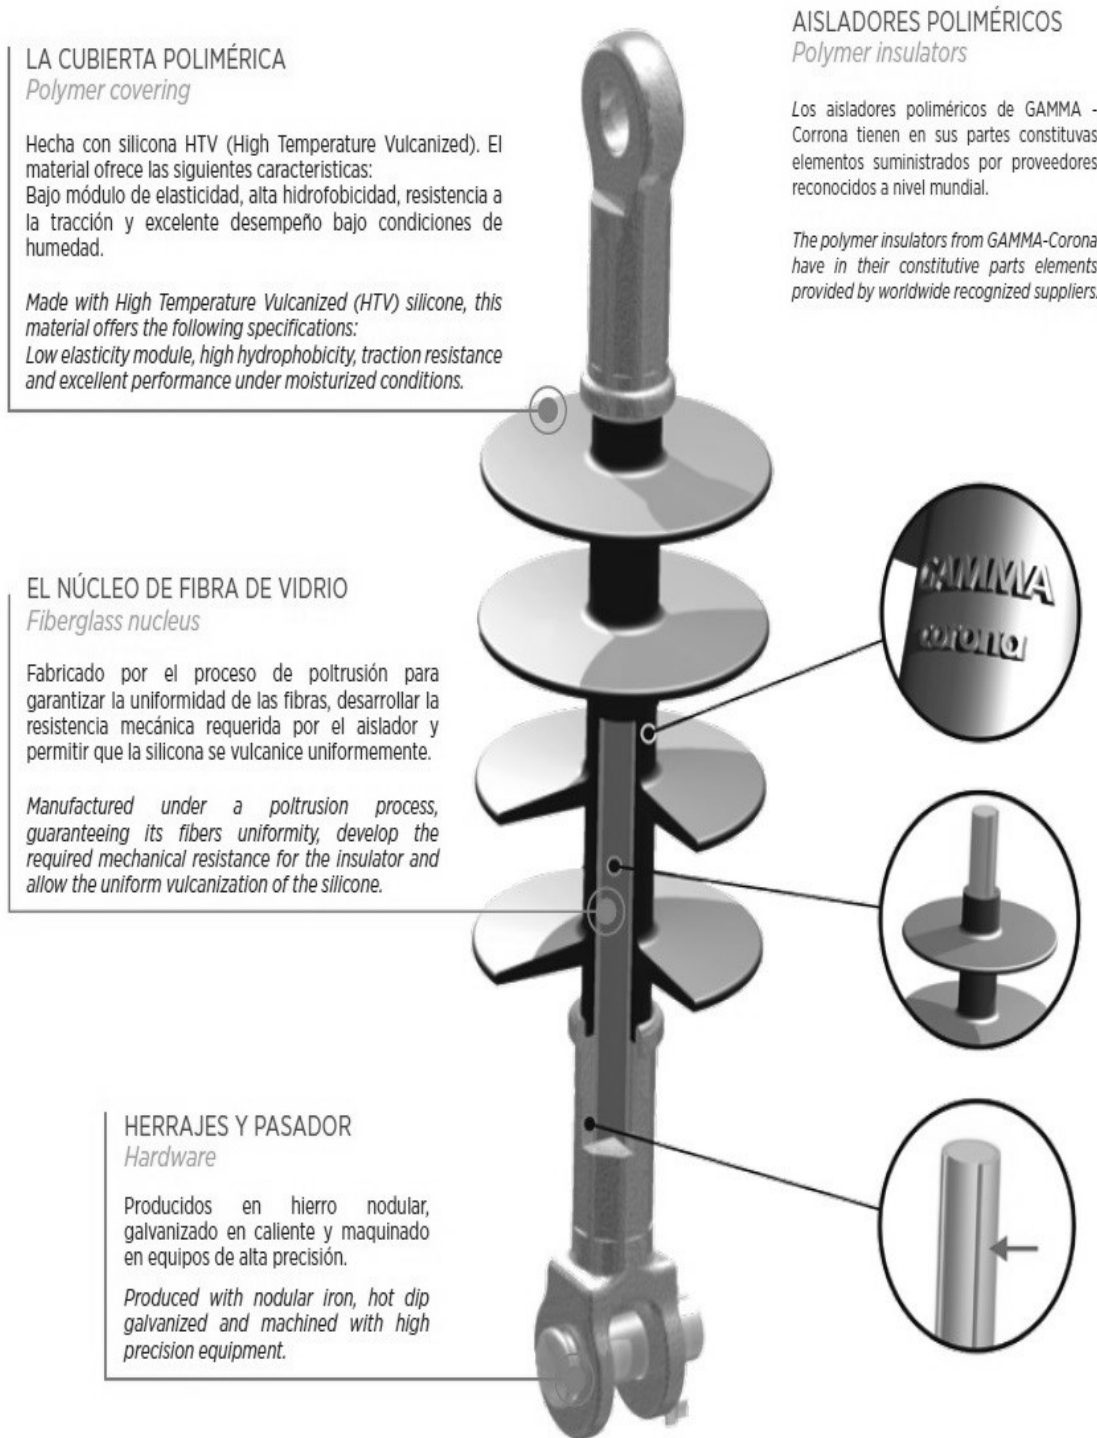 LA CUBIERTA POLIMÉRICA
Polymer covering
Hecha con silicona HTV (High Temperature Vulcanized). El
material ofrece las siguientes caracteristicas:
Bajo módulo de elasticidad, alta hidrofobicidad, resistencia a
la tracción y excelente desempeño bajo condiciones de
humedad.
Made with High Temperature Vulcanized (HTV) silicone, this
material offers the following specifications:
Low elasticity module, high hydrophobicity, traction resistance
and excellent performance under moisturized conditions.
AISLADORES POLIMÉRICOS
Polymer insulators
Los aisladores poliméricos de GAMMA -
Corrona tienen en sus partes constituvas
elementos suministrados por proveedores
reconocidos a nivel mundial.
The polymer insulators from GAMMA-Corona
have in their constitutive parts elements
provided by worldwide recognized suppliers.
GAMMA
corona
EL NÚCLEO DE FIBRA DE VIDRIO
Fiberglass nucleus
Fabricado por el proceso de poltrusión para
garantizar la uniformidad de las fibras, desarrollar la
resistencia mecánica requerida por el aislador y
permitir que la silicona se vulcanice uniformemente.
Manufactured under a poltrusion process,
guaranteeing its fibers uniformity, develop the
required mechanical resistance for the insulator and
allow the uniform vulcanization of the silicone.
HERRAJES Y PASADOR
Hardware
Producidos en hierro nodular,
galvanizado en caliente y maquinado
en equipos de alta precisión.
Produced with nodular iron, hot dip
galvanized and machined with high
precision equipment.